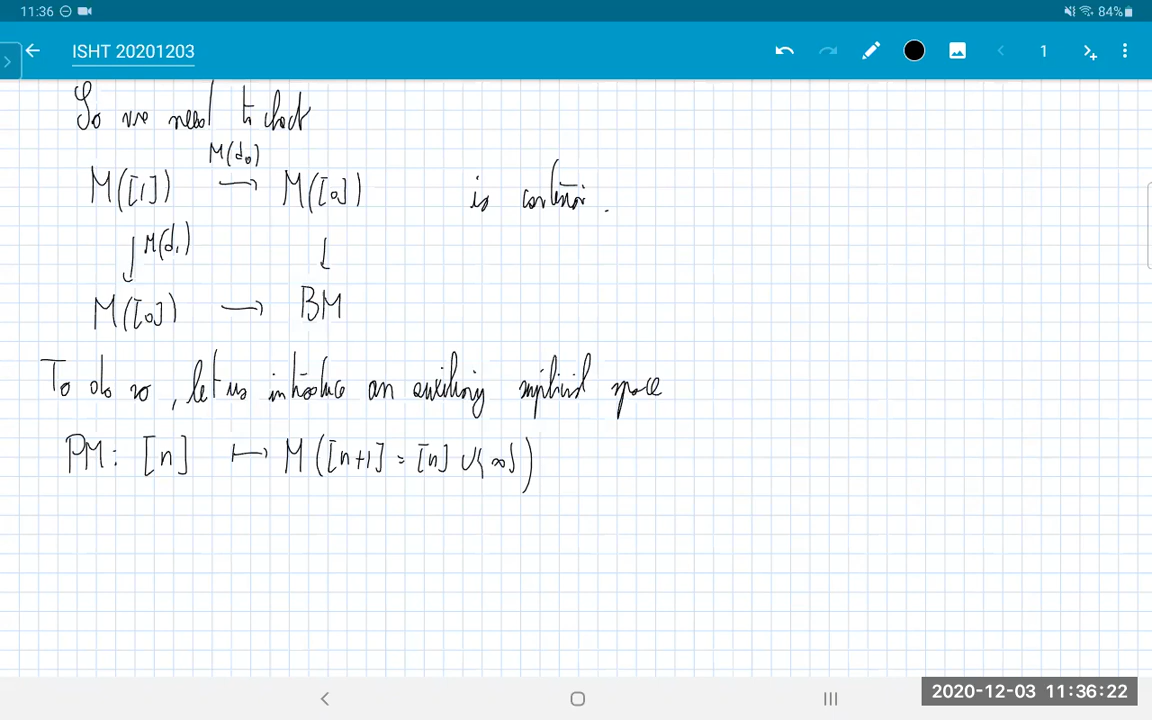 11:36 84%
ISHT 20201203 1
So we need to check
M(d₀)
M([1]) → M([0]) is cartesian.
↓ M(d₁) ↓
M([0]) → BM
To do so, let us introduce an auxiliary simplicial space
PM: [n] ↦ M([n+1] = [n] ∪ {∞})
2020-12-03 11:36:22